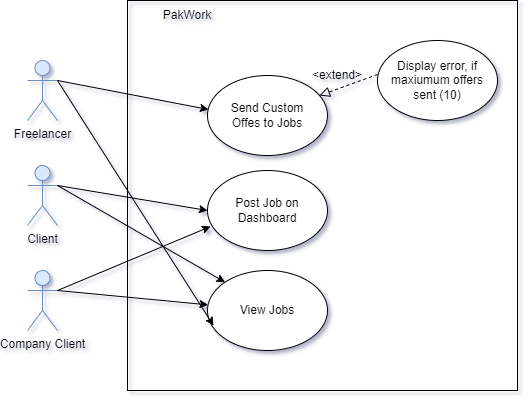 PakWork
Display error, if
maxiumum offers
sent (10)
<extend>
Send Custom
Offes to Jobs
Freelancer
Post Job on
Dashboard
Client
View Jobs
Company Client